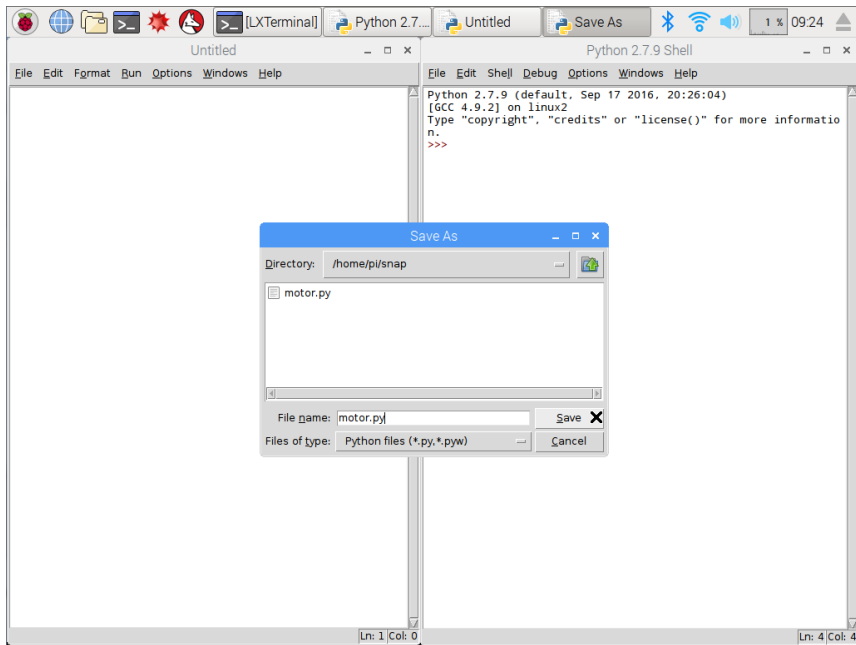 [LXTerminal] Python 2.7.... Untitled Save As 1 % 09:24
Untitled
File Edit Format Run Options Windows Help
Ln: 1 Col: 0
Python 2.7.9 Shell
File Edit Shell Debug Options Windows Help
Python 2.7.9 (default, Sep 17 2016, 20:26:04)
[GCC 4.9.2] on linux2
Type "copyright", "credits" or "license()" for more informatio
n.
>>>
Ln: 4 Col: 4
Save As
Directory: /home/pi/snap
motor.py
File name: motor.py Save
Files of type: Python files (*.py,*.pyw) Cancel